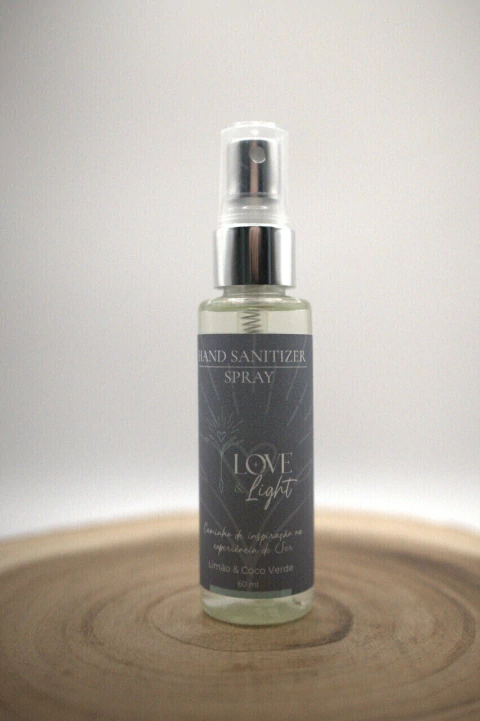 HAND SANITIZER
SPRAY
LOVE
& Light
Caminho de inspiração na
experiência do Ser
Limão & Coco Verde
60 ml